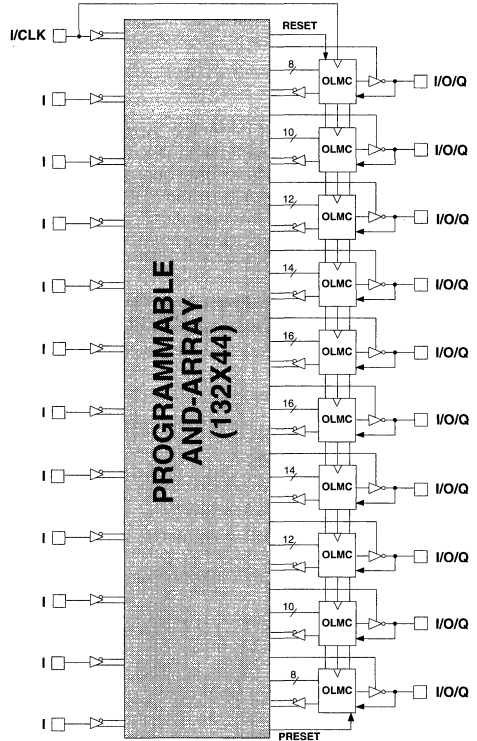 RESET
I/CLK
8
OLMC
I/O/Q
I
10
OLMC
I/O/Q
I
12
OLMC
I/O/Q
I
14
OLMC
I/O/Q
I
16
OLMC
I/O/Q
I
16
OLMC
I/O/Q
I
14
OLMC
I/O/Q
I
12
OLMC
I/O/Q
I
10
OLMC
I/O/Q
I
8
OLMC
I/O/Q
I
I
PRESET
PROGRAMMABLE
AND-ARRAY
(132X44)